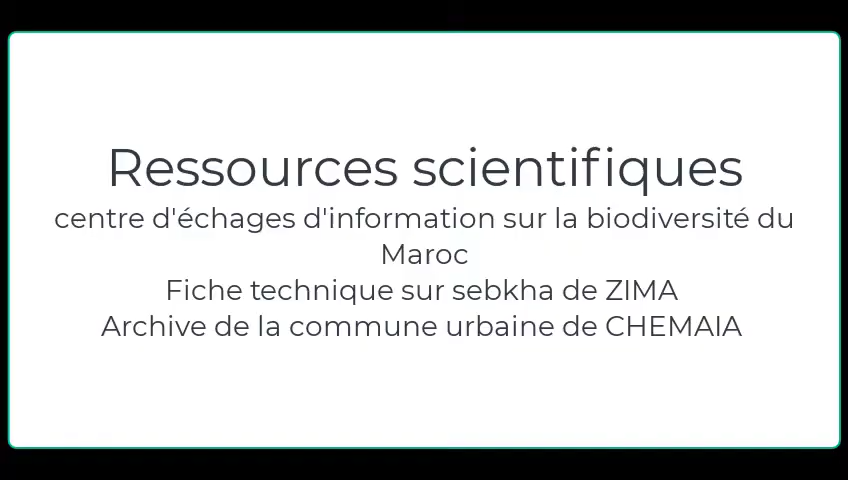 Ressources scientifiques
centre d'échages d'information sur la biodiversité du
Maroc
Fiche technique sur sebkha de ZIMA
Archive de la commune urbaine de CHEMAIA